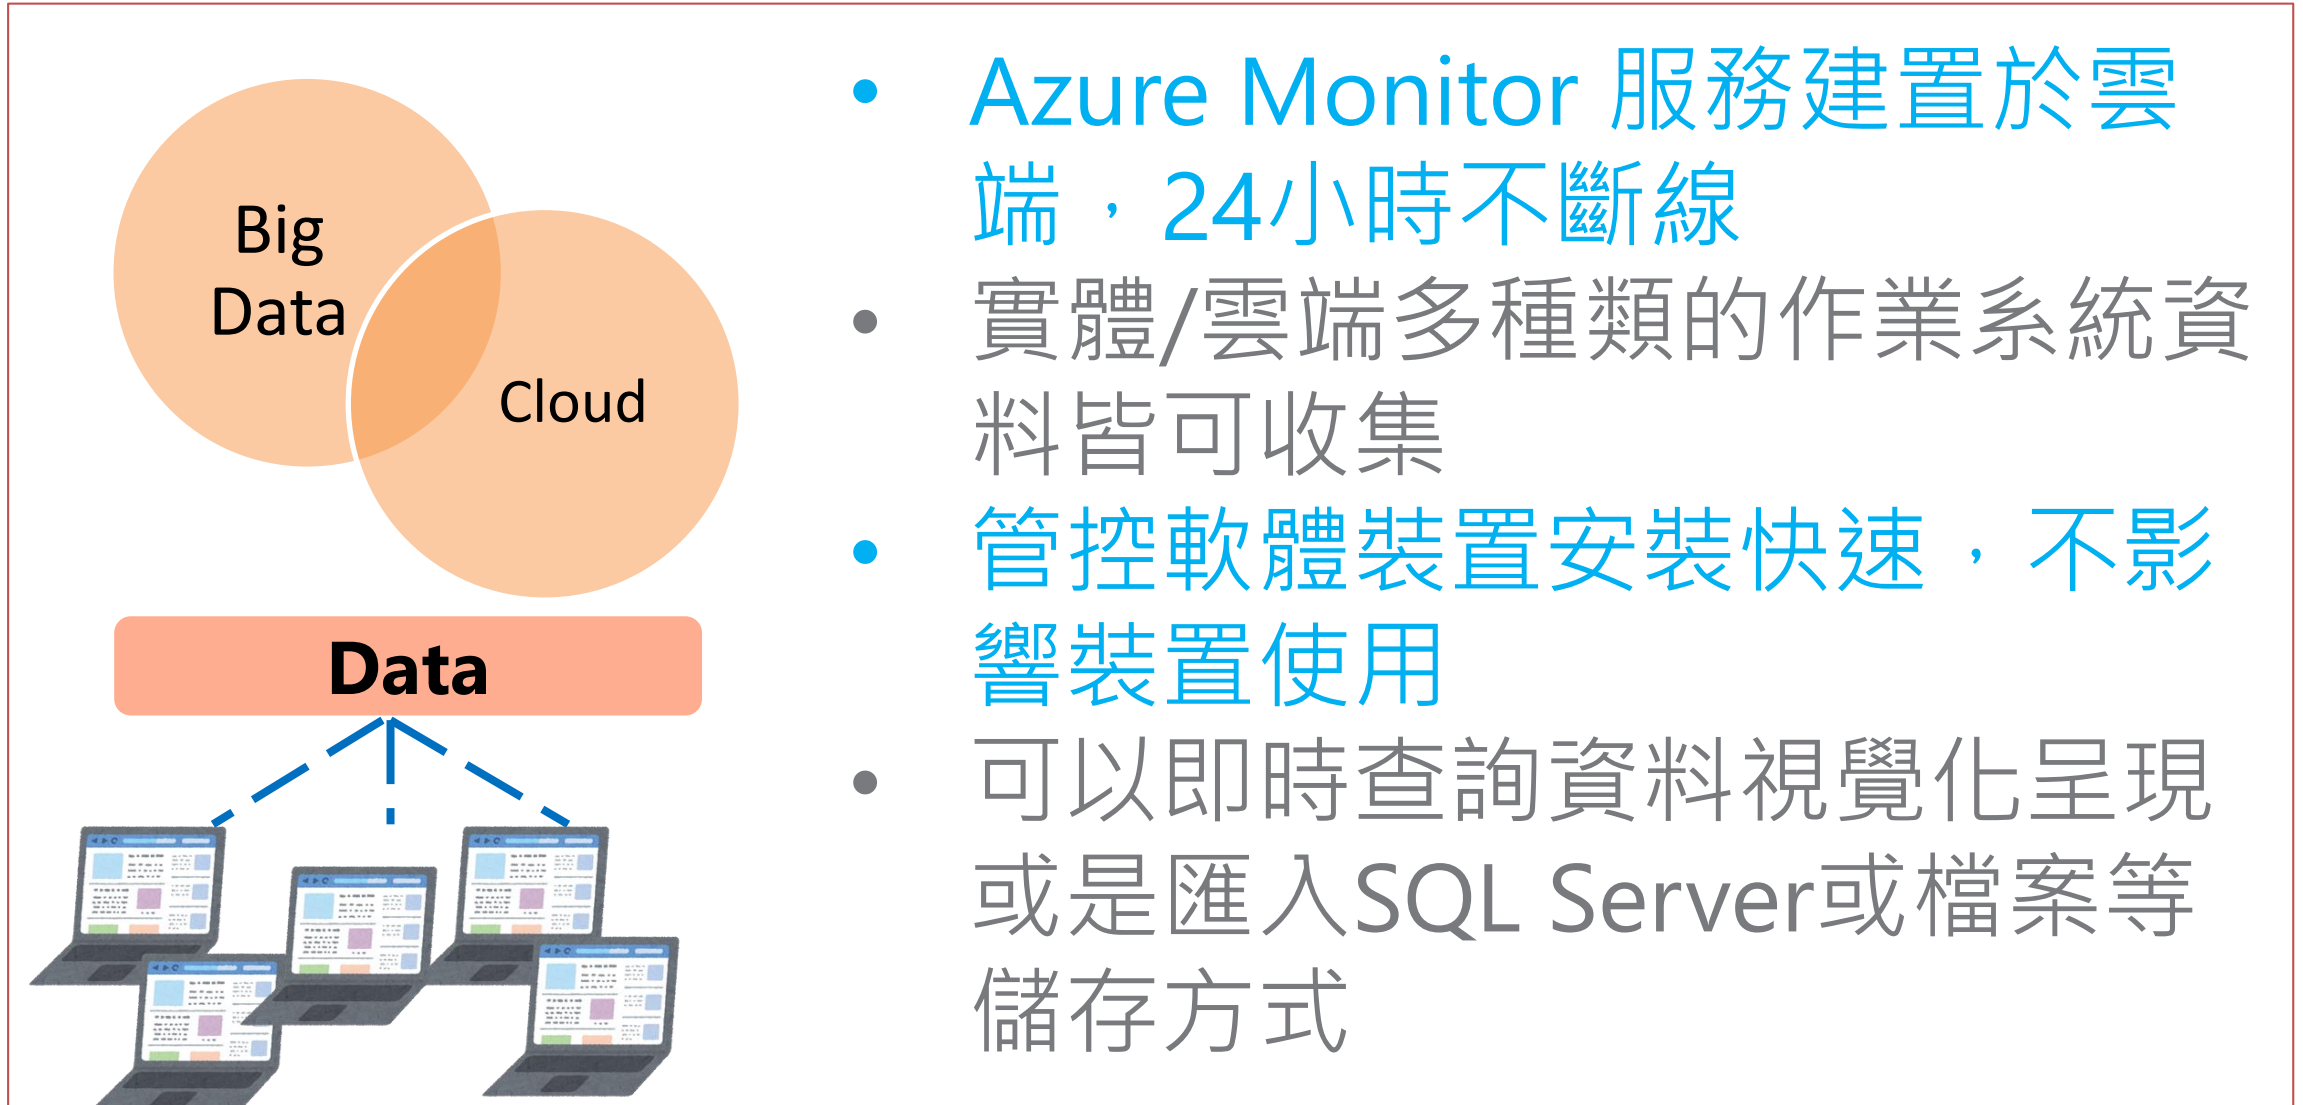 Big
Data
Cloud
Data
• Azure Monitor 服務建置於雲
端，24小時不斷線
• 實體/雲端多種類的作業系統資
料皆可收集
• 管控軟體裝置安裝快速，不影
響裝置使用
• 可以即時查詢資料視覺化呈現
或是匯入SQL Server或檔案等
儲存方式